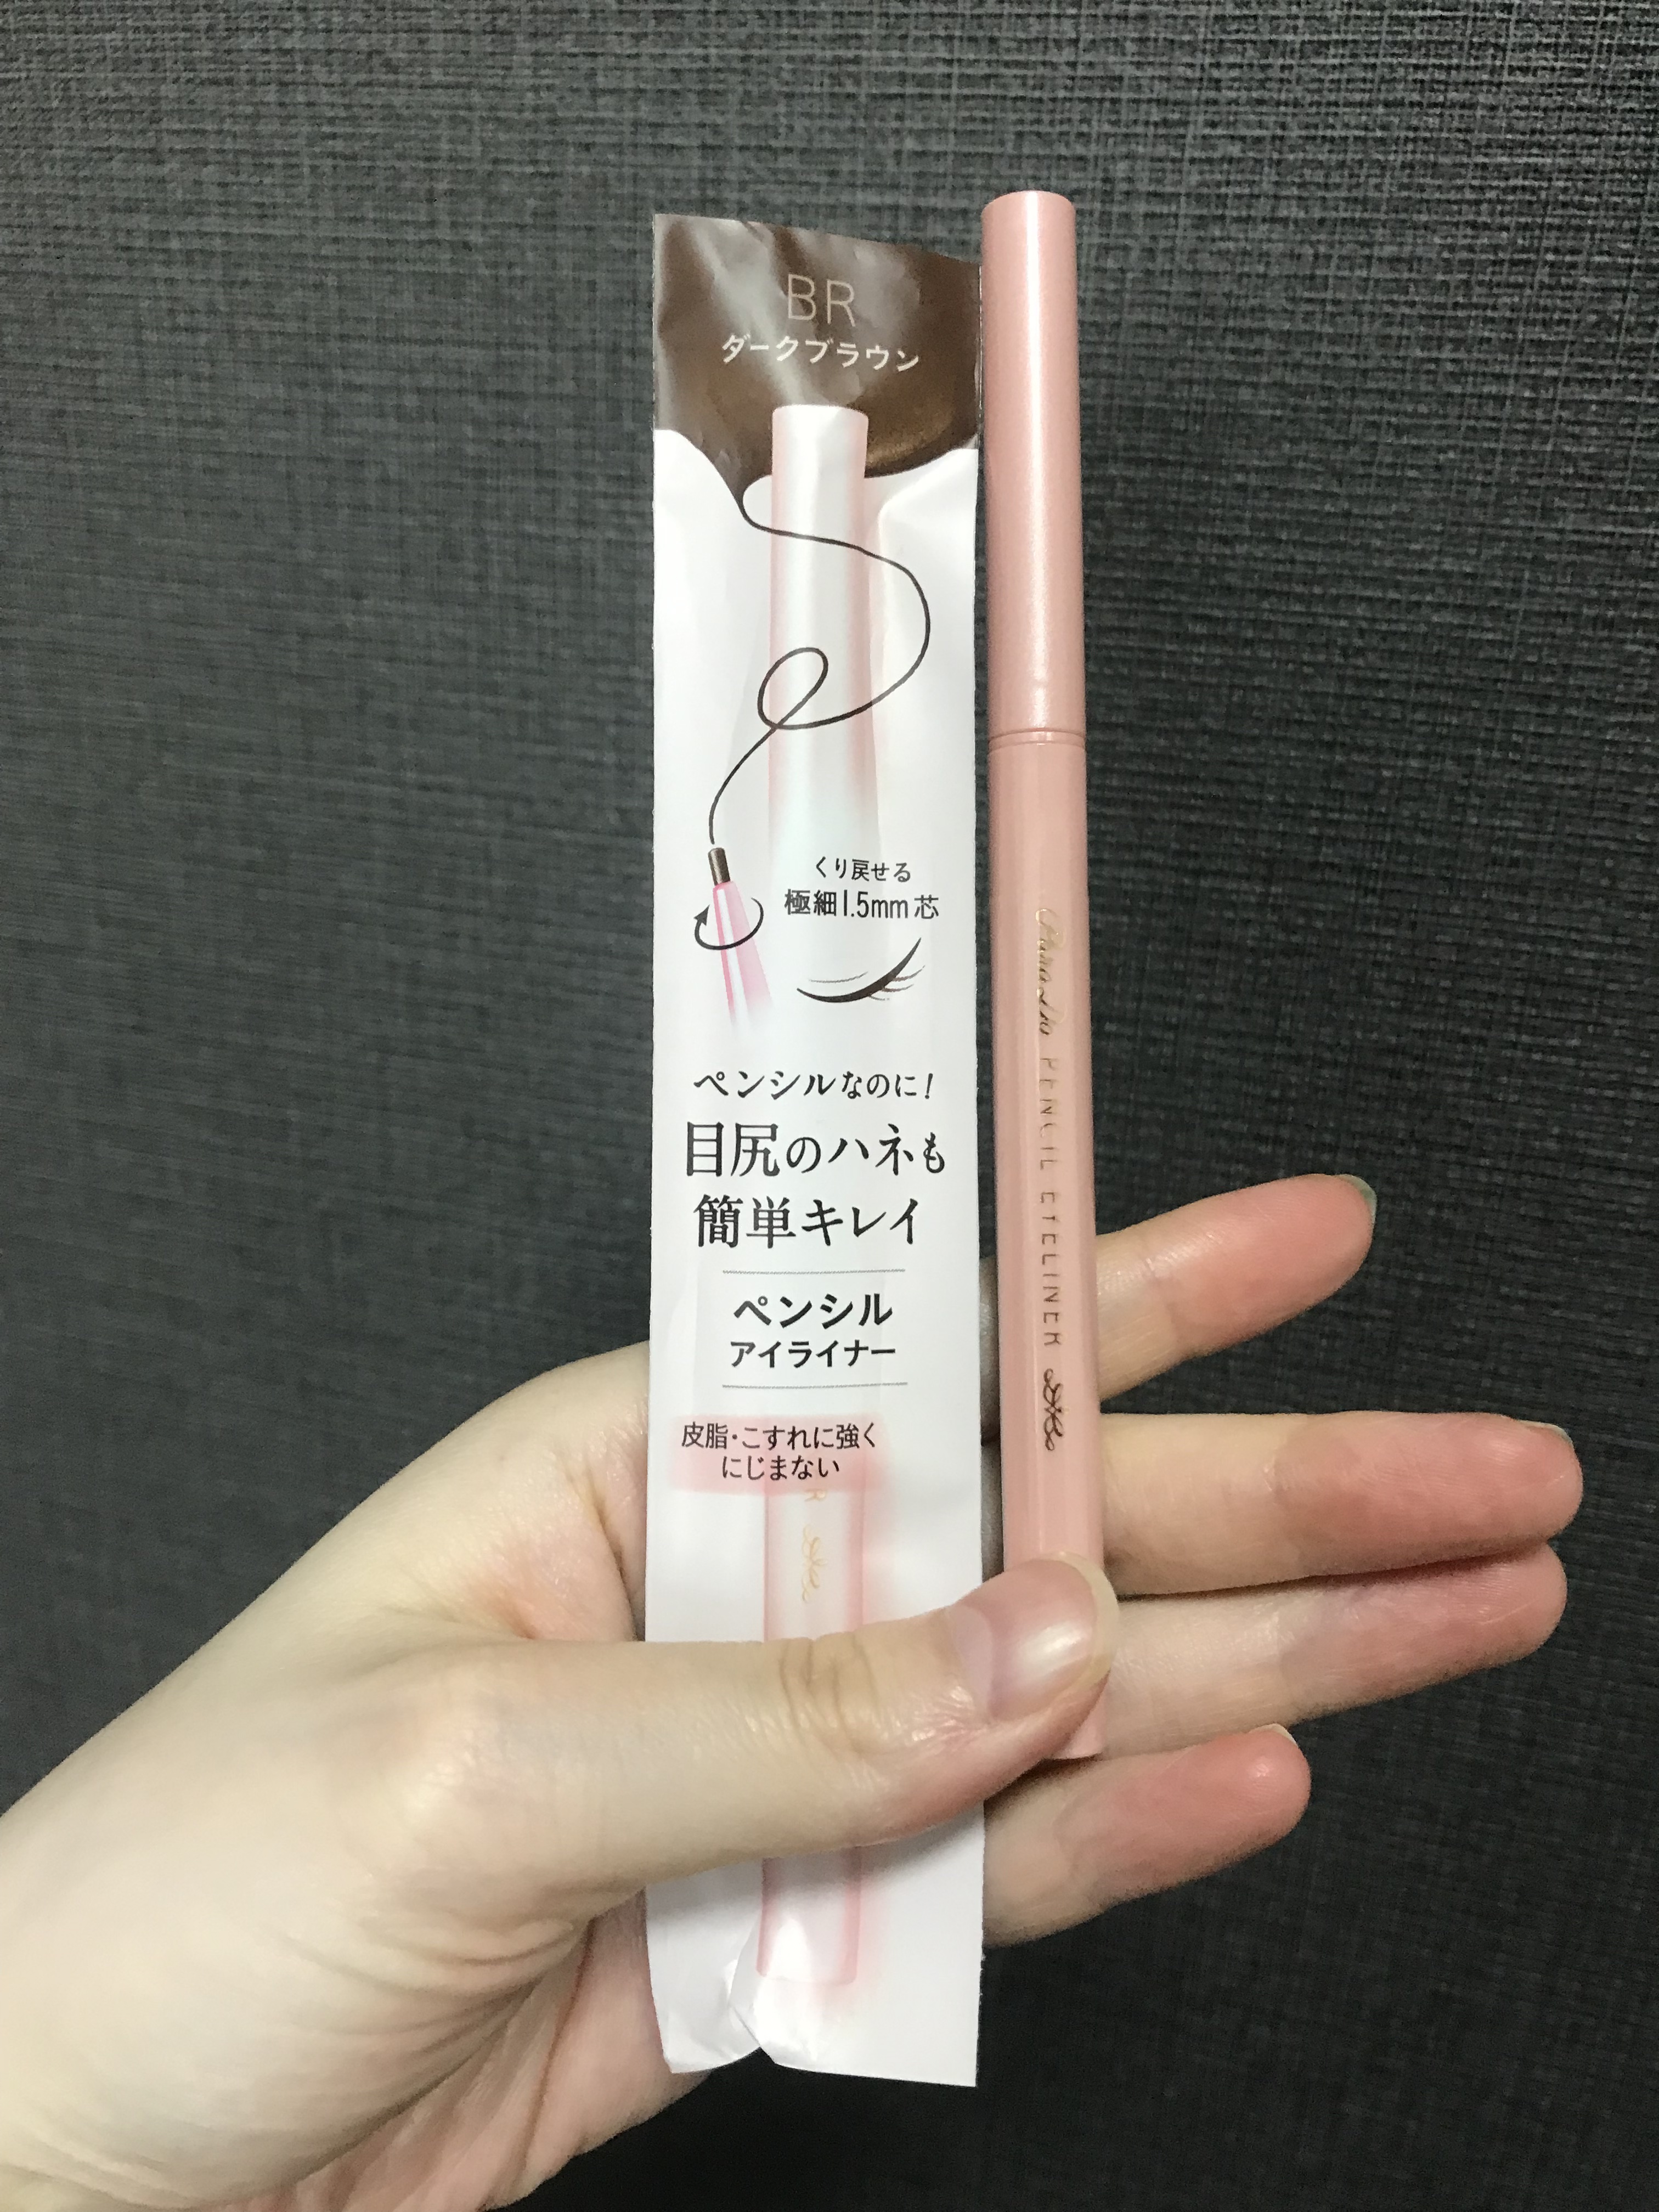 BR
ダークブラウン
くり戻せる
極細1.5mm芯
ペンシルなのに!
目尻のハネも
簡単キレイ
ペンシル
アイライナー
皮脂・こすれに強く
にじまない
R
PENCIL EYELINER